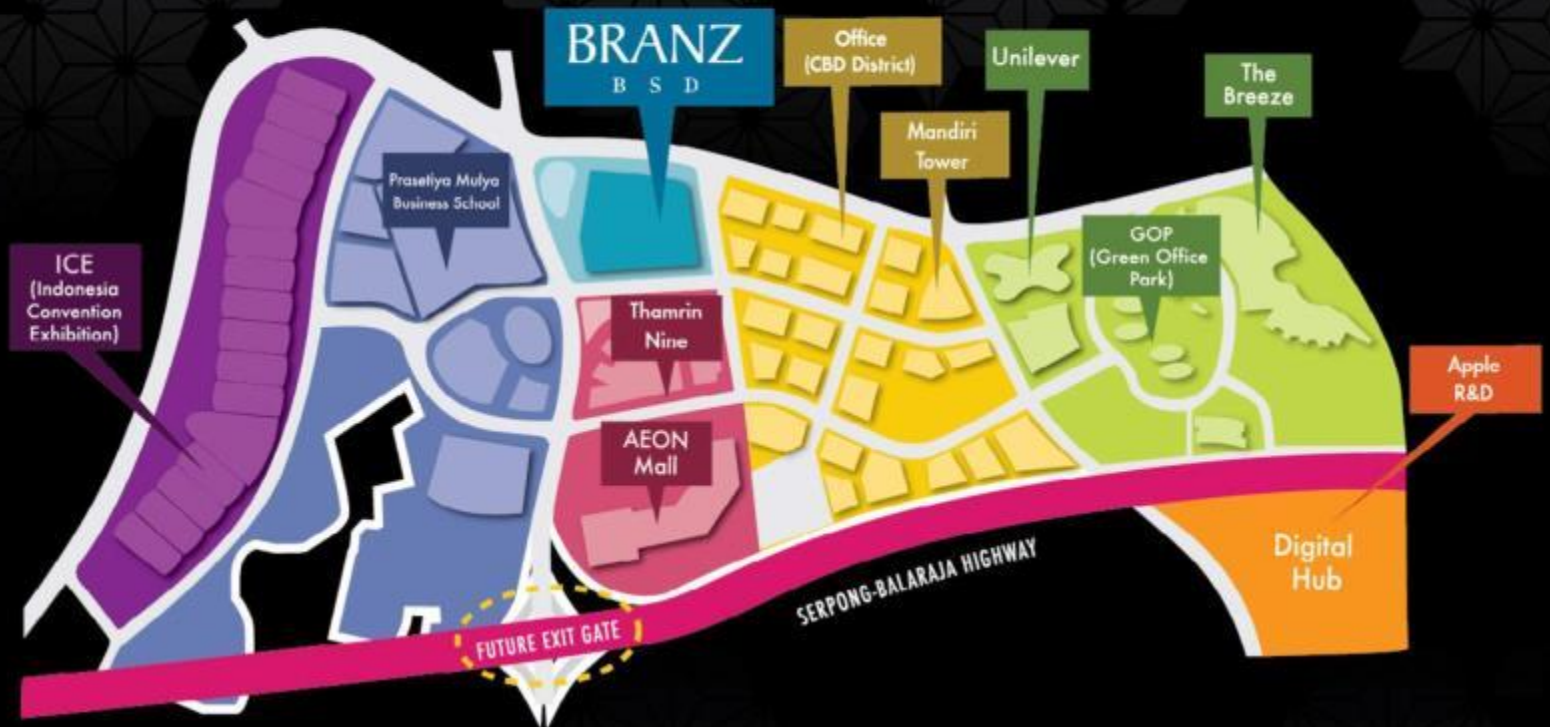 BRANZ
B S D
Office
(CBD District)
Unilever
The
Breeze
Mandiri
Tower
Prasetiya Mulya
Business School
GOP
(Green Office
Park)
ICE
(Indonesia
Convention
Exhibition)
Thamrin
Nine
Apple
R&D
AEON
Mall
Digital
Hub
SERPONG-BALARAJA HIGHWAY
FUTURE EXIT GATE